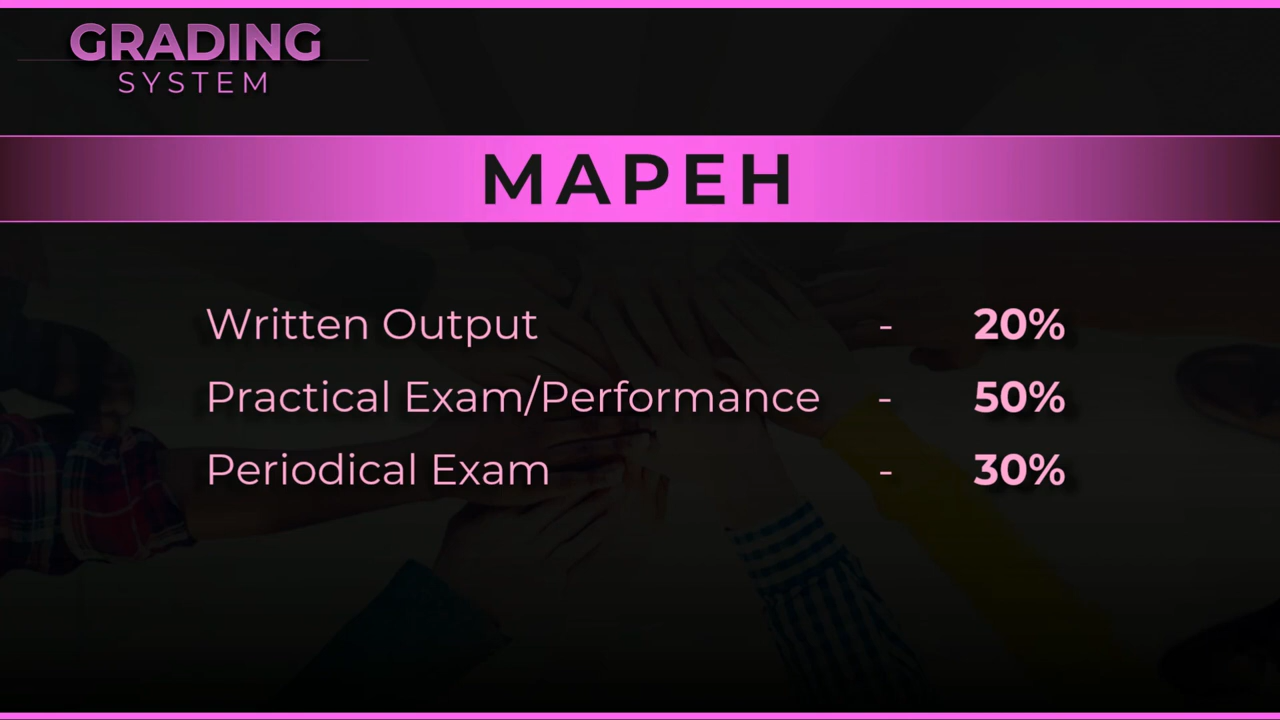 GRADING
SYSTEM
MAPEH
Written Output - 20%
Practical Exam/Performance - 50%
Periodical Exam - 30%